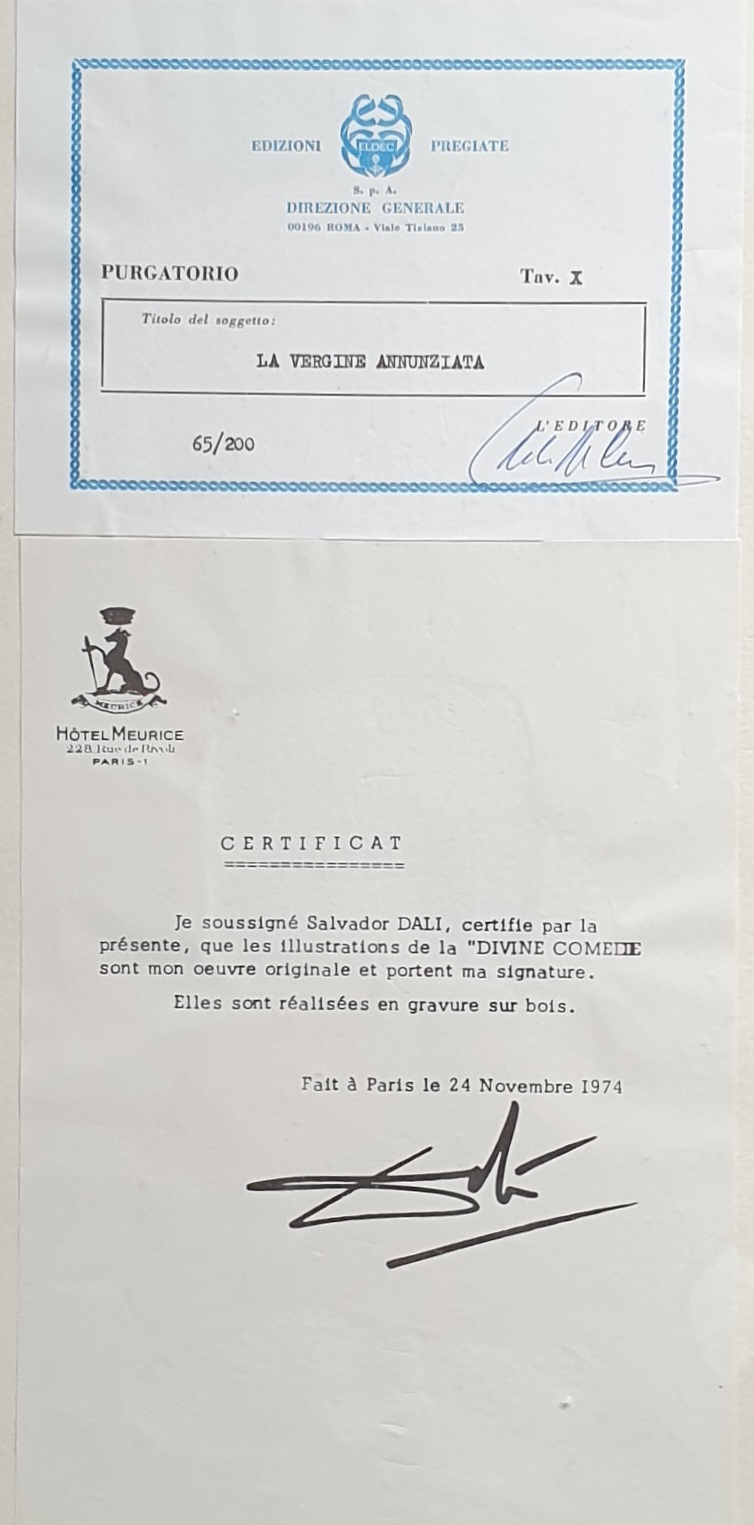 EDIZIONI ELDEC PREGIATE
S. p. A.
DIREZIONE GENERALE
00196 ROMA - Viale Tiziano 25
PURGATORIO Tav. X
Titolo del soggetto:
LA VERGINE ANNUNZIATA
L'EDITORE
65/200
MEURICE
HÔTEL MEURICE
228 Rue de Rivoli
PARIS-1
CERTIFICAT
================
Je soussigné Salvador DALI, certifie par la
présente, que les illustrations de la "DIVINE COMEDIE
sont mon oeuvre originale et portent ma signature.
Elles sont réalisées en gravure sur bois.
Fait à Paris le 24 Novembre 1974